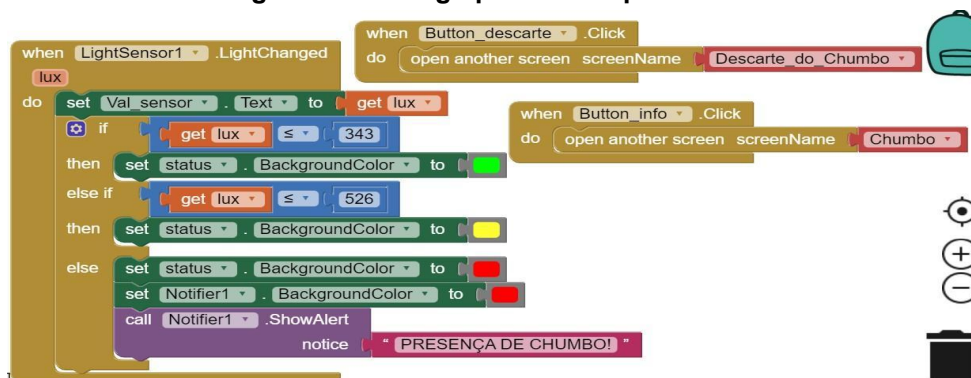 when LightSensor1 .LightChanged
lux
do set Val_sensor . Text to get lux
if get lux ≤ 343
then set status . BackgroundColor to
else if get lux ≤ 526
then set status . BackgroundColor to
else set status . BackgroundColor to
set Notifier1 . BackgroundColor to
call Notifier1 .ShowAlert
notice " PRESENÇA DE CHUMBO! "
when Button_descarte .Click
do open another screen screenName Descarte_do_Chumbo
when Button_info .Click
do open another screen screenName Chumbo